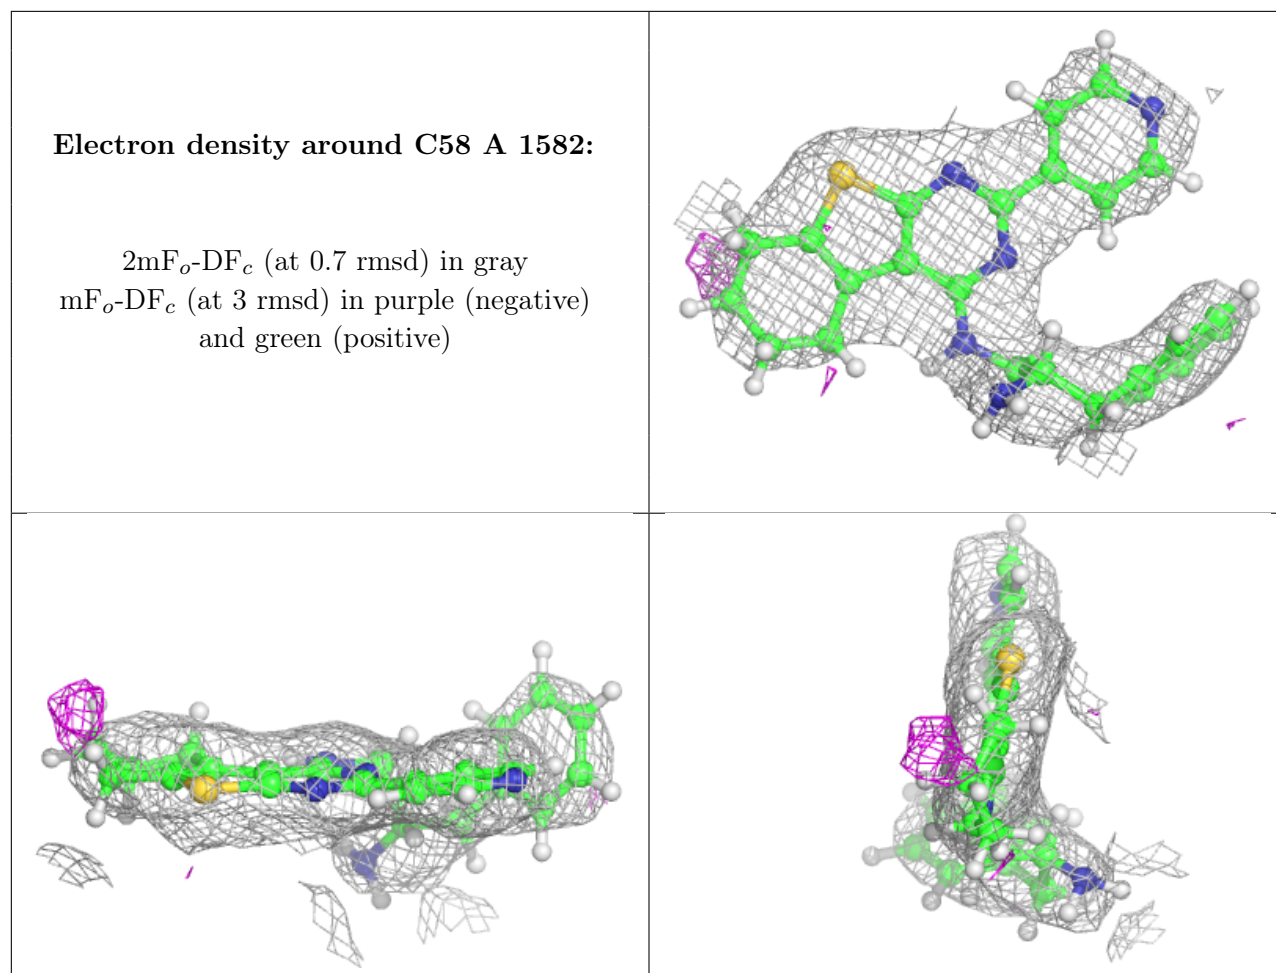 Electron density around C58 A 1582:
2mFo-DFc (at 0.7 rmsd) in gray
mFo-DFc (at 3 rmsd) in purple (negative)
and green (positive)